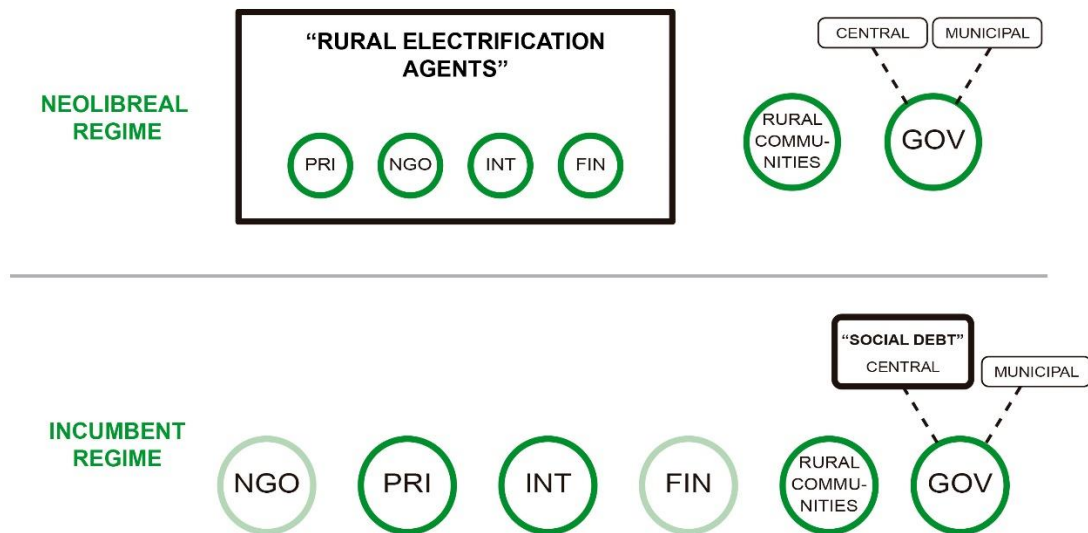 “RURAL ELECTRIFICATION
AGENTS”
CENTRAL
MUNICIPAL
NEOLIBREAL
REGIME
PRI
NGO
INT
FIN
RURAL
COMMU-
NITIES
GOV
“SOCIAL DEBT”
CENTRAL
MUNICIPAL
INCUMBENT
REGIME
NGO
PRI
INT
FIN
RURAL
COMMU-
NITIES
GOV